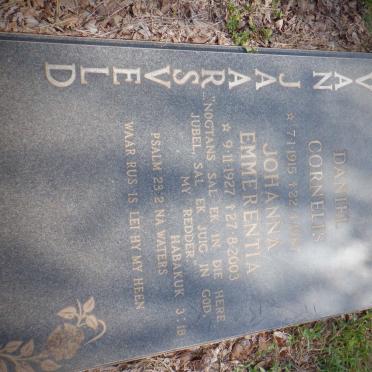 VAN JAARSVELD
DANIEL
CORNELIS
☆ 7·1·1915
JOHANNA
EMMERENTIA
☆ 9·11·1927 † 27·8·2003
"NOGTANS SAL EK IN DIE HERE
JUBEL, SAL EK JUIG IN GOD,
MY REDDER."
HABAKUK 3:18
PSALM 23:2 NA WATERS
WAAR RUS IS LEI HY MY HEEN